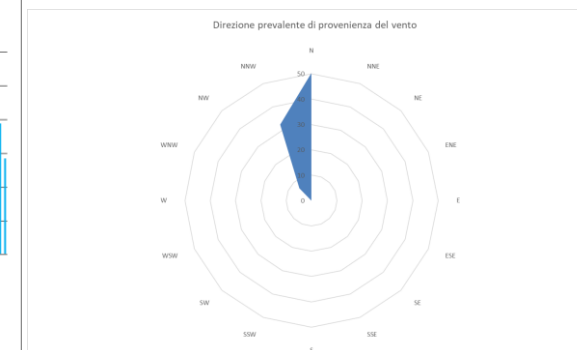 Direzione prevalente di provenienza del vento
N
NNW NNE
50
NW NE
40
30
WNW ENE
20
10
W 0 E
WSW ESE
SW SE
SSW SSE